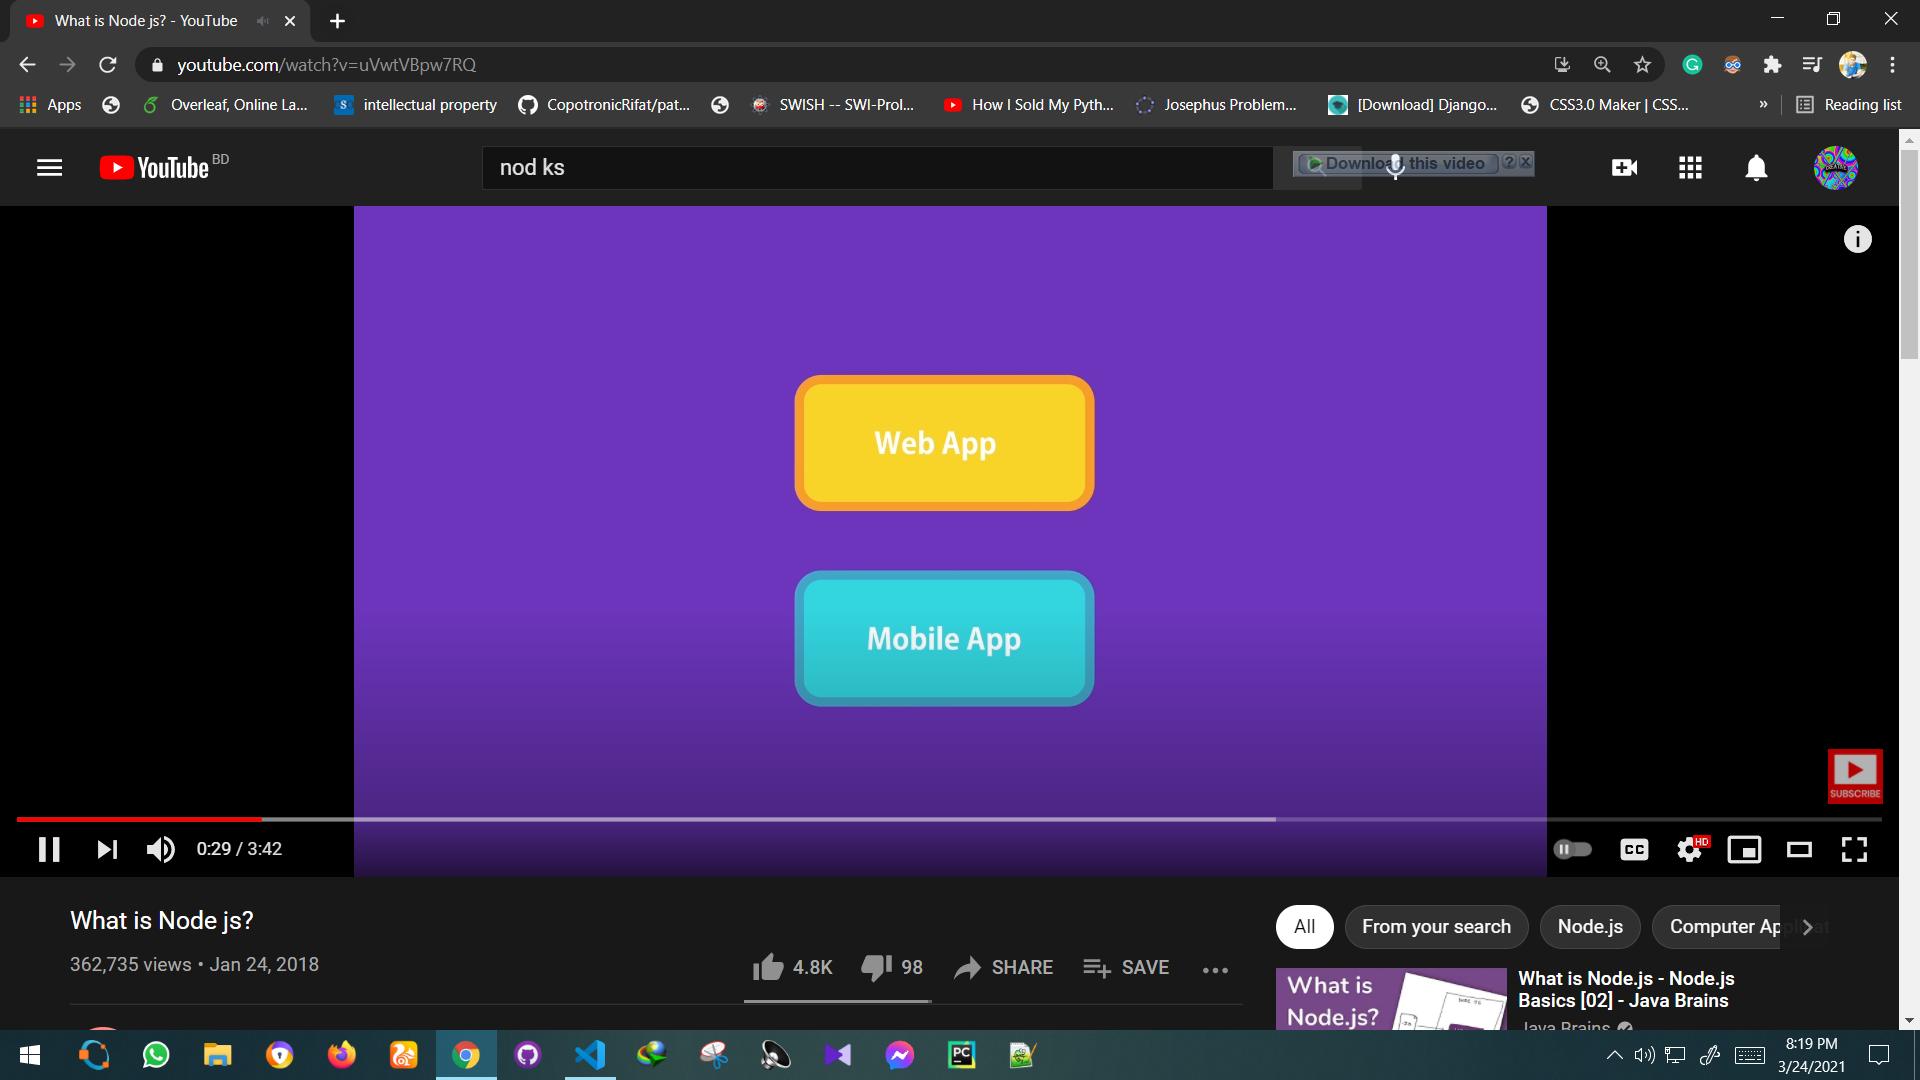 What is Node js? - YouTube
youtube.com/watch?v=uVwtVBpw7RQ
Apps
Overleaf, Online La...
intellectual property
CopotronicRifat/pat...
SWISH -- SWI-Prol...
How I Sold My Pyth...
Josephus Problem...
[Download] Django...
CSS3.0 Maker | CSS...
»
Reading list
YouTube BD
nod ks
Download this video
Web App
Mobile App
SUBSCRIBE
0:29 / 3:42
CC
HD
What is Node js?
362,735 views • Jan 24, 2018
4.8K
98
SHARE
SAVE
All
From your search
Node.js
Computer Ap
What is
Node.js?
What is Node.js - Node.js
Basics [02] - Java Brains
Java Brains
PC
8:19 PM
3/24/2021